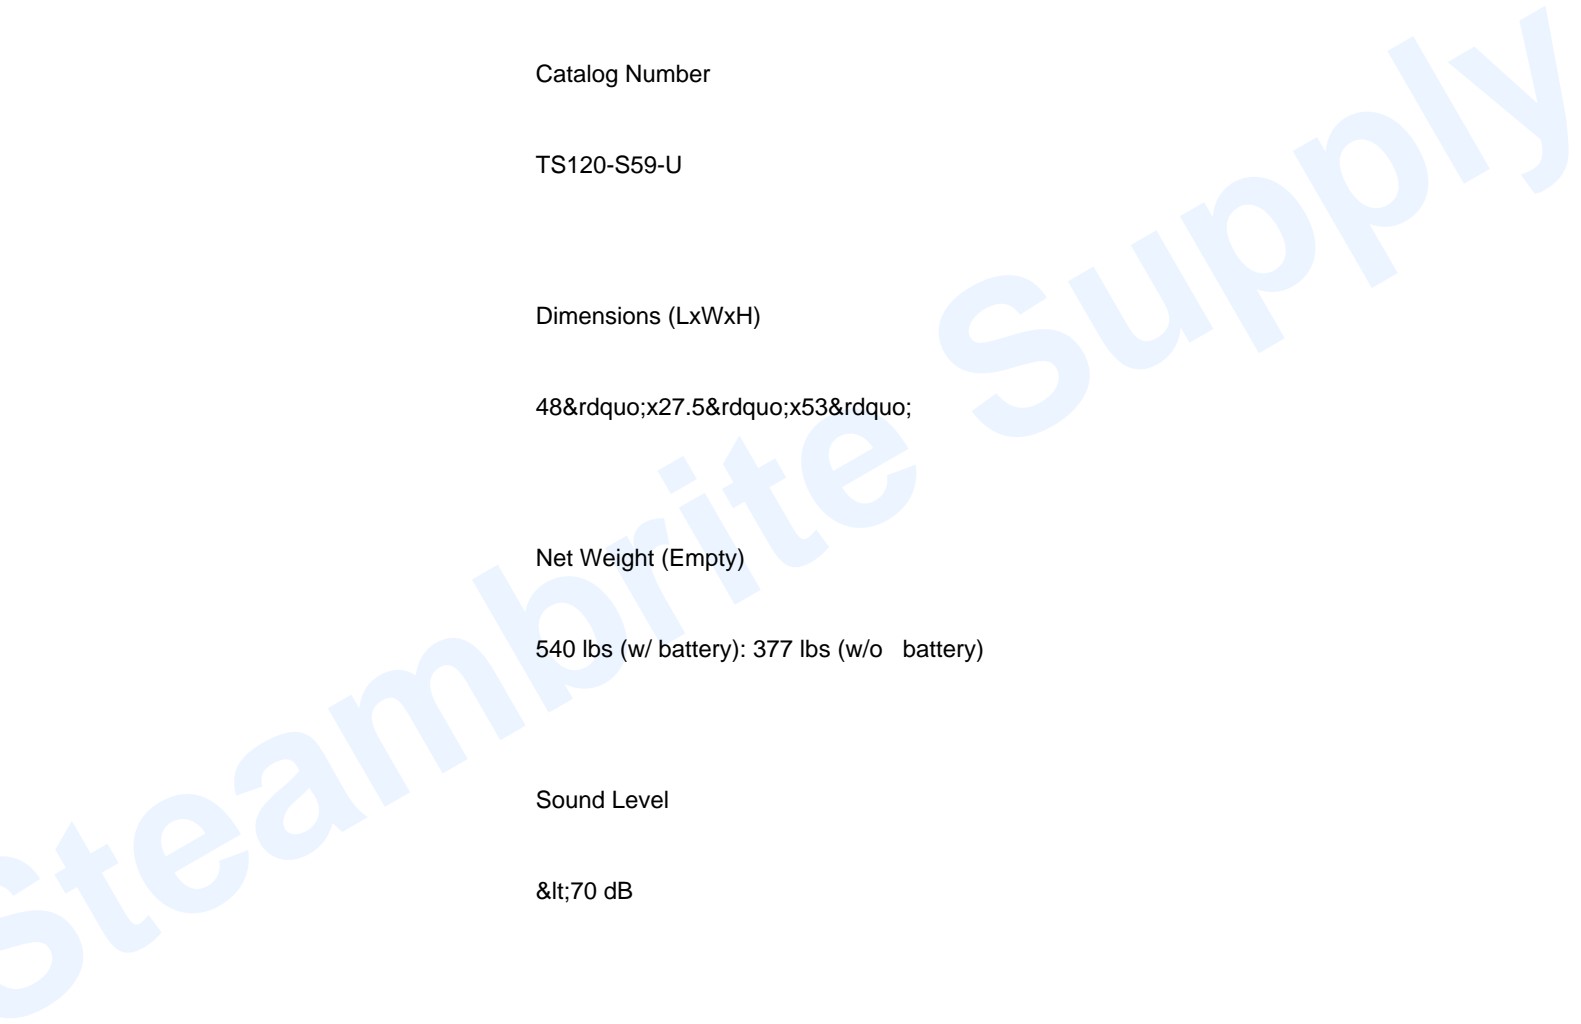 Catalog Number
TS120-S59-U
Dimensions (LxWxH)
48&rdquo;x27.5&rdquo;x53&rdquo;
Net Weight (Empty)
540 lbs (w/ battery): 377 lbs (w/o   battery)
Sound Level
&lt;70 dB
Steambrite Supply